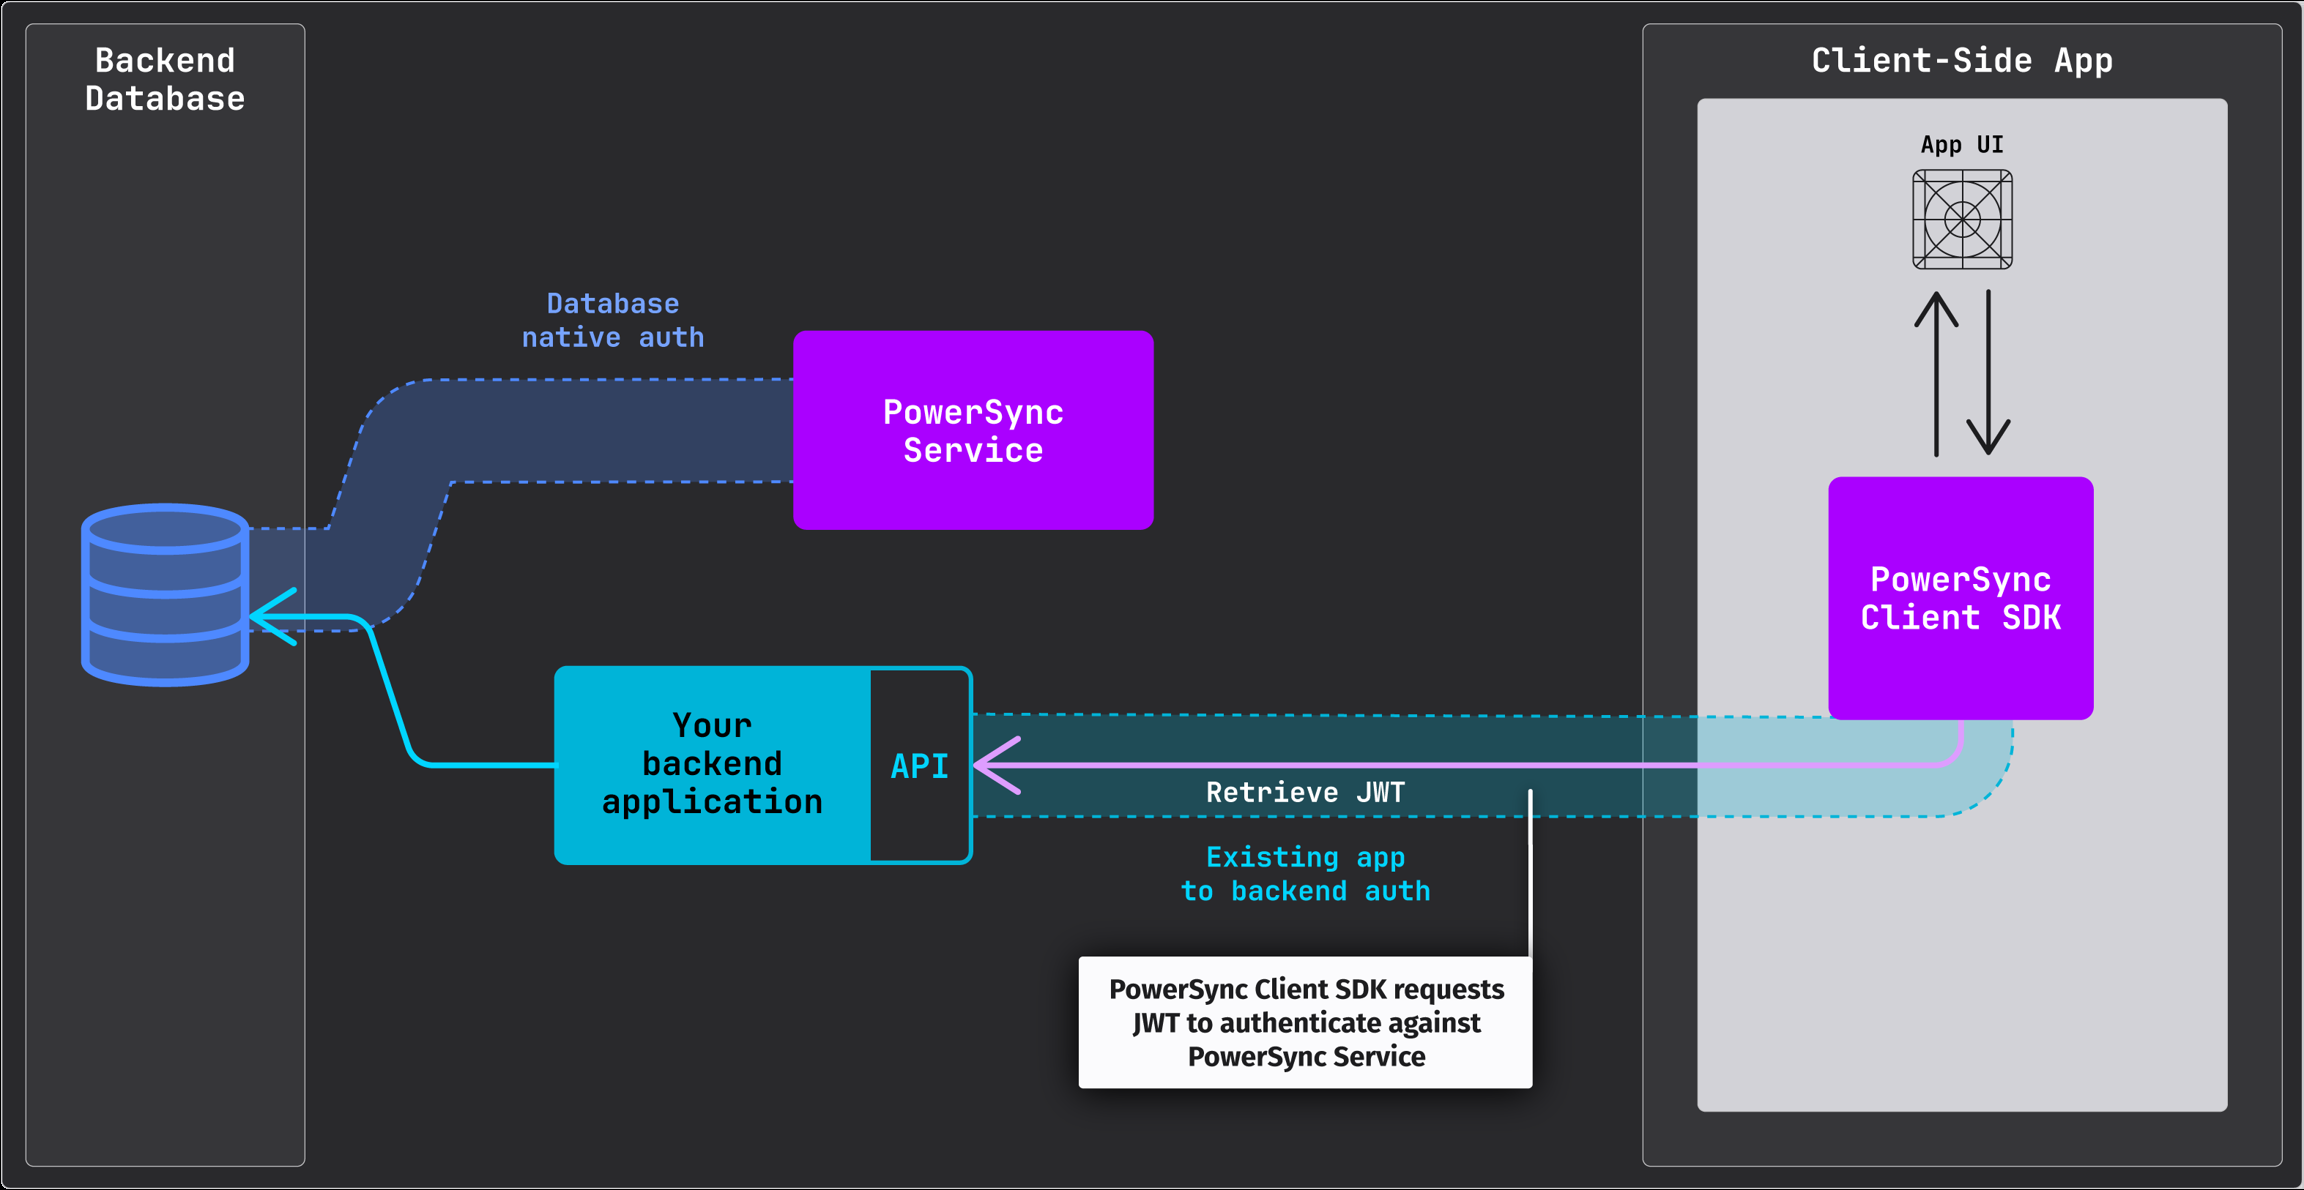 Backend
Database
Client-Side App
App UI
Database
native auth
PowerSync
Service
PowerSync
Client SDK
Your
backend
application
API
Retrieve JWT
Existing app
to backend auth
PowerSync Client SDK requests
JWT to authenticate against
PowerSync Service